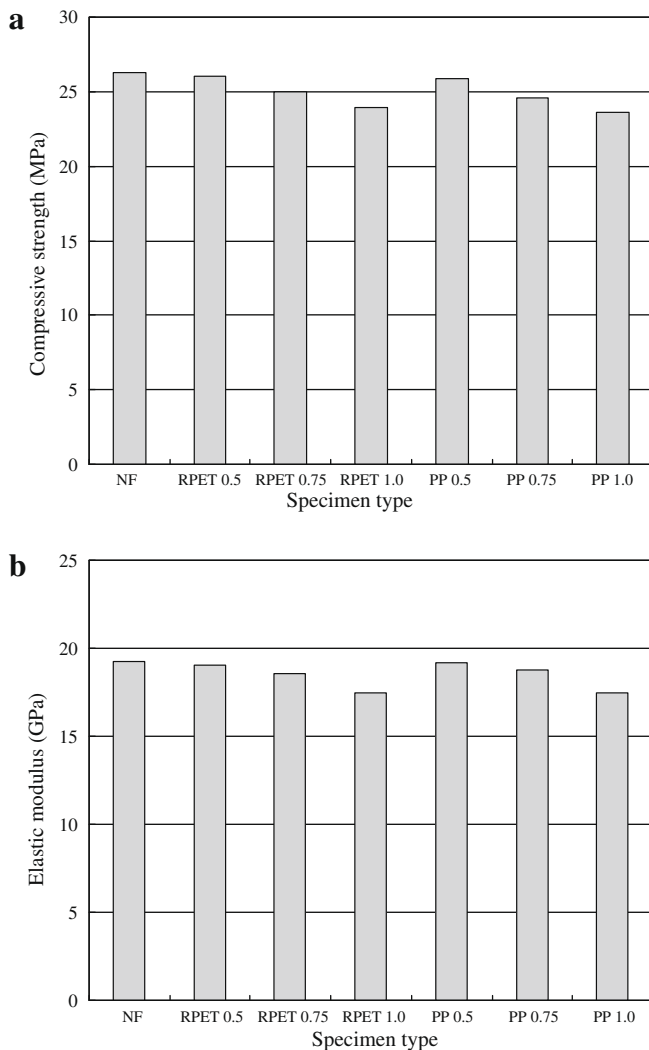 a
30
25
20
15
10
5
0
Compressive strength (MPa)
NF RPET 0.5 RPET 0.75 RPET 1.0 PP 0.5 PP 0.75 PP 1.0
Specimen type
b
25
20
15
10
5
0
Elastic modulus (GPa)
NF RPET 0.5 RPET 0.75 RPET 1.0 PP 0.5 PP 0.75 PP 1.0
Specimen type